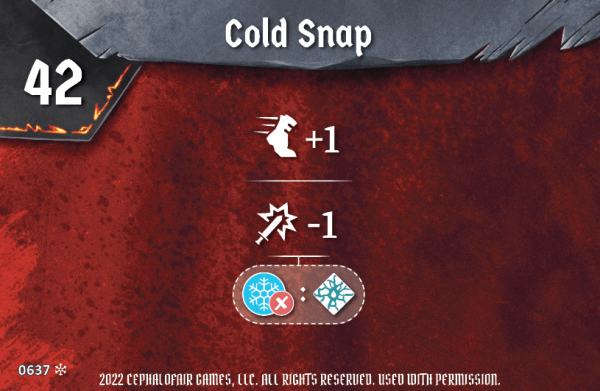 Cold Snap
42
+1
-1
:
0637
2022 CEPHALOFAIR GAMES, LLC. ALL RIGHTS RESERVED. USED WITH PERMISSION.